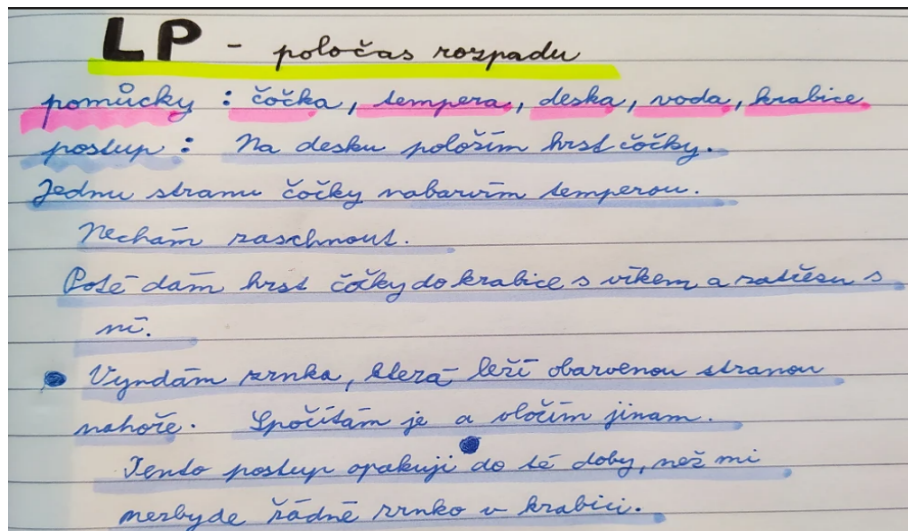 LP - poločas rozpadu
pomůcky : čočka, tempera, deska, voda, krabice
postup : Na desku položím hrst čočky.
Jednu stranu čočky nabarvím temperou.
Nechám zaschnout.
Poté dám hrst čočky do krabice s víkem a zatřesu s
ní.
• Vyndám zrnka, která leží obarvenou stranou
nahoře. Spočítám je a vložím jinam.
Tento postup opakuji do té doby, než mi
nezbyde žádné zrnko v krabici.